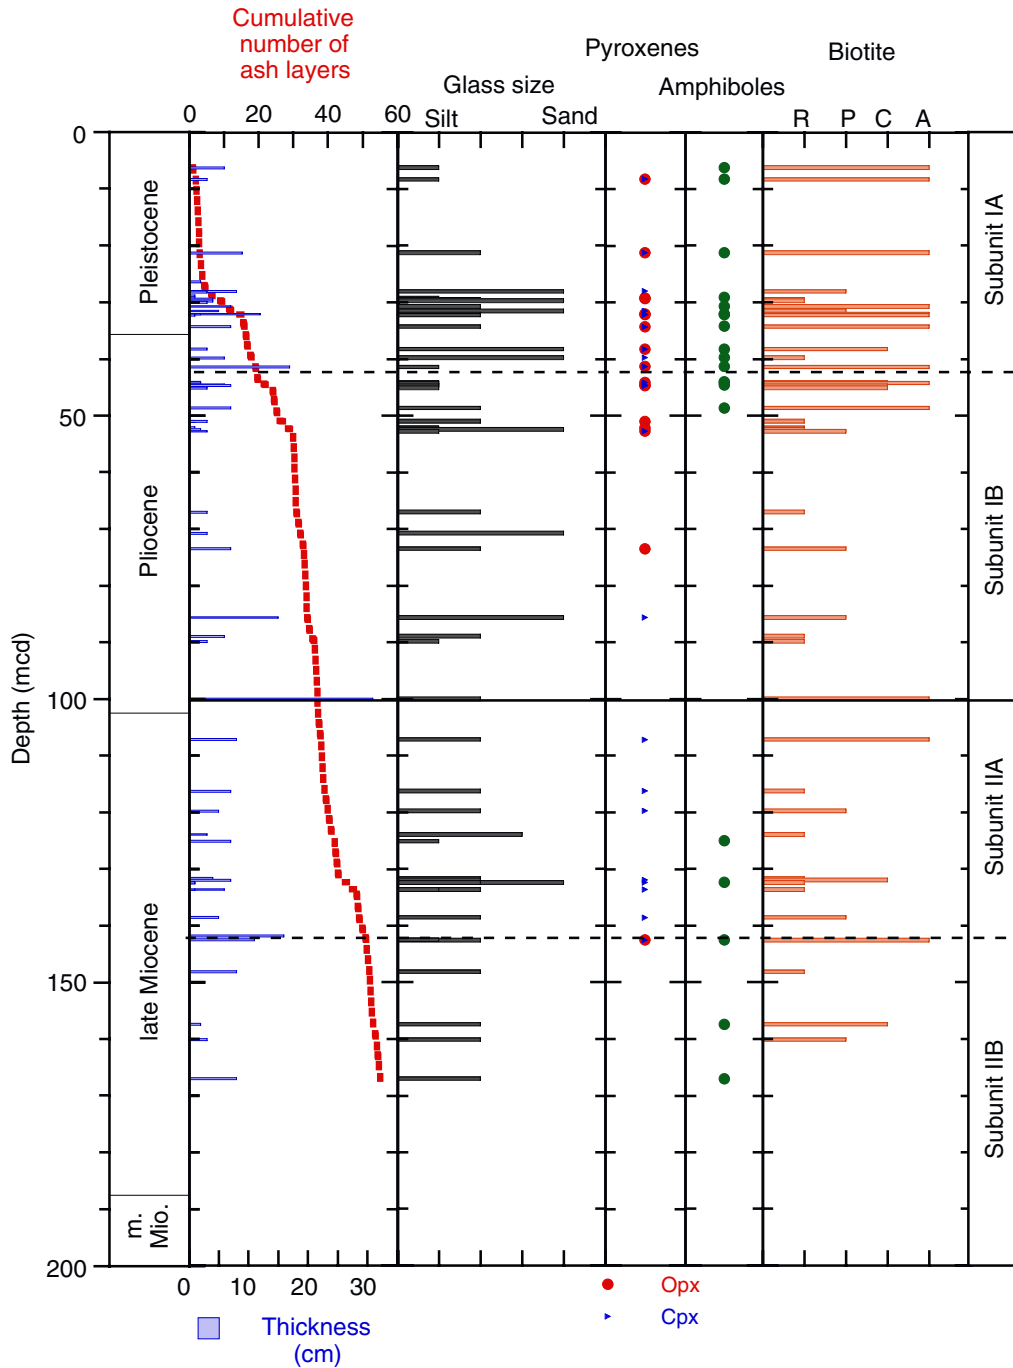 Cumulative
number of
ash layers
Pyroxenes
Biotite
Glass size
Amphiboles
0 20 40 60
Silt
Sand
R P C A
0
50
100
150
200
Depth (mcd)
Pleistocene
Pliocene
late Miocene
m.
Mio.
Subunit IA
Subunit IB
Subunit IIA
Subunit IIB
0 10 20 30
Thickness
(cm)
Opx
Cpx